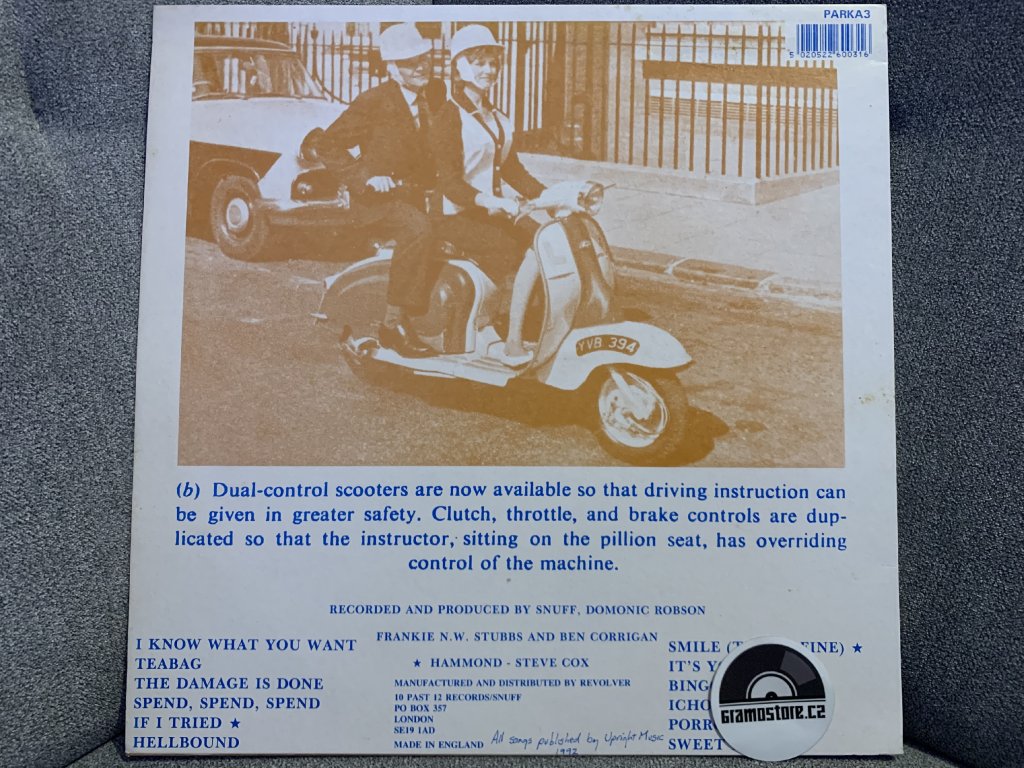 PARKA3
5 020522 600316
YVB 394
(b) Dual-control scooters are now available so that driving instruction can
be given in greater safety. Clutch, throttle, and brake controls are dup-
licated so that the instructor, sitting on the pillion seat, has overriding
control of the machine.
RECORDED AND PRODUCED BY SNUFF, DOMONIC ROBSON
FRANKIE N.W. STUBBS AND BEN CORRIGAN
★ HAMMOND - STEVE COX
I KNOW WHAT YOU WANT
TEABAG
THE DAMAGE IS DONE
SPEND, SPEND, SPEND
IF I TRIED ★
HELLBOUND
MANUFACTURED AND DISTRIBUTED BY REVOLVER
10 PAST 12 RECORDS/SNUFF
PO BOX 357
LONDON
SE19 1AD
MADE IN ENGLAND
All songs published by Upright Music
1992
SMILE ( FINE) ★
IT'S
BING
ICHO
PORR
SWEET
Gramostore.cz